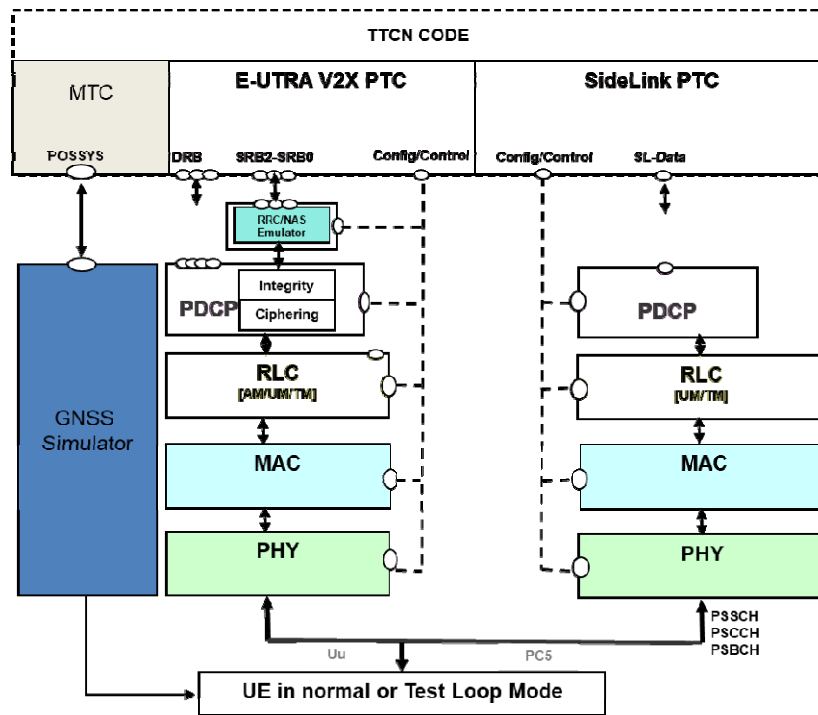 TTCN CODE
MTC
E-UTRA V2X PTC
SideLink PTC
POSSYS
DRB
SRB2-SRB0
Config/Control
Config/Control
SL-Data
RRC/NAS
Emulator
Integrity
PDCP
Ciphering
PDCP
RLC
[AM/UM/TM]
RLC
[UM/TM]
GNSS
Simulator
MAC
MAC
PHY
PHY
PSSCH
PSCCH
PSBCH
Uu
PC5
UE in normal or Test Loop Mode